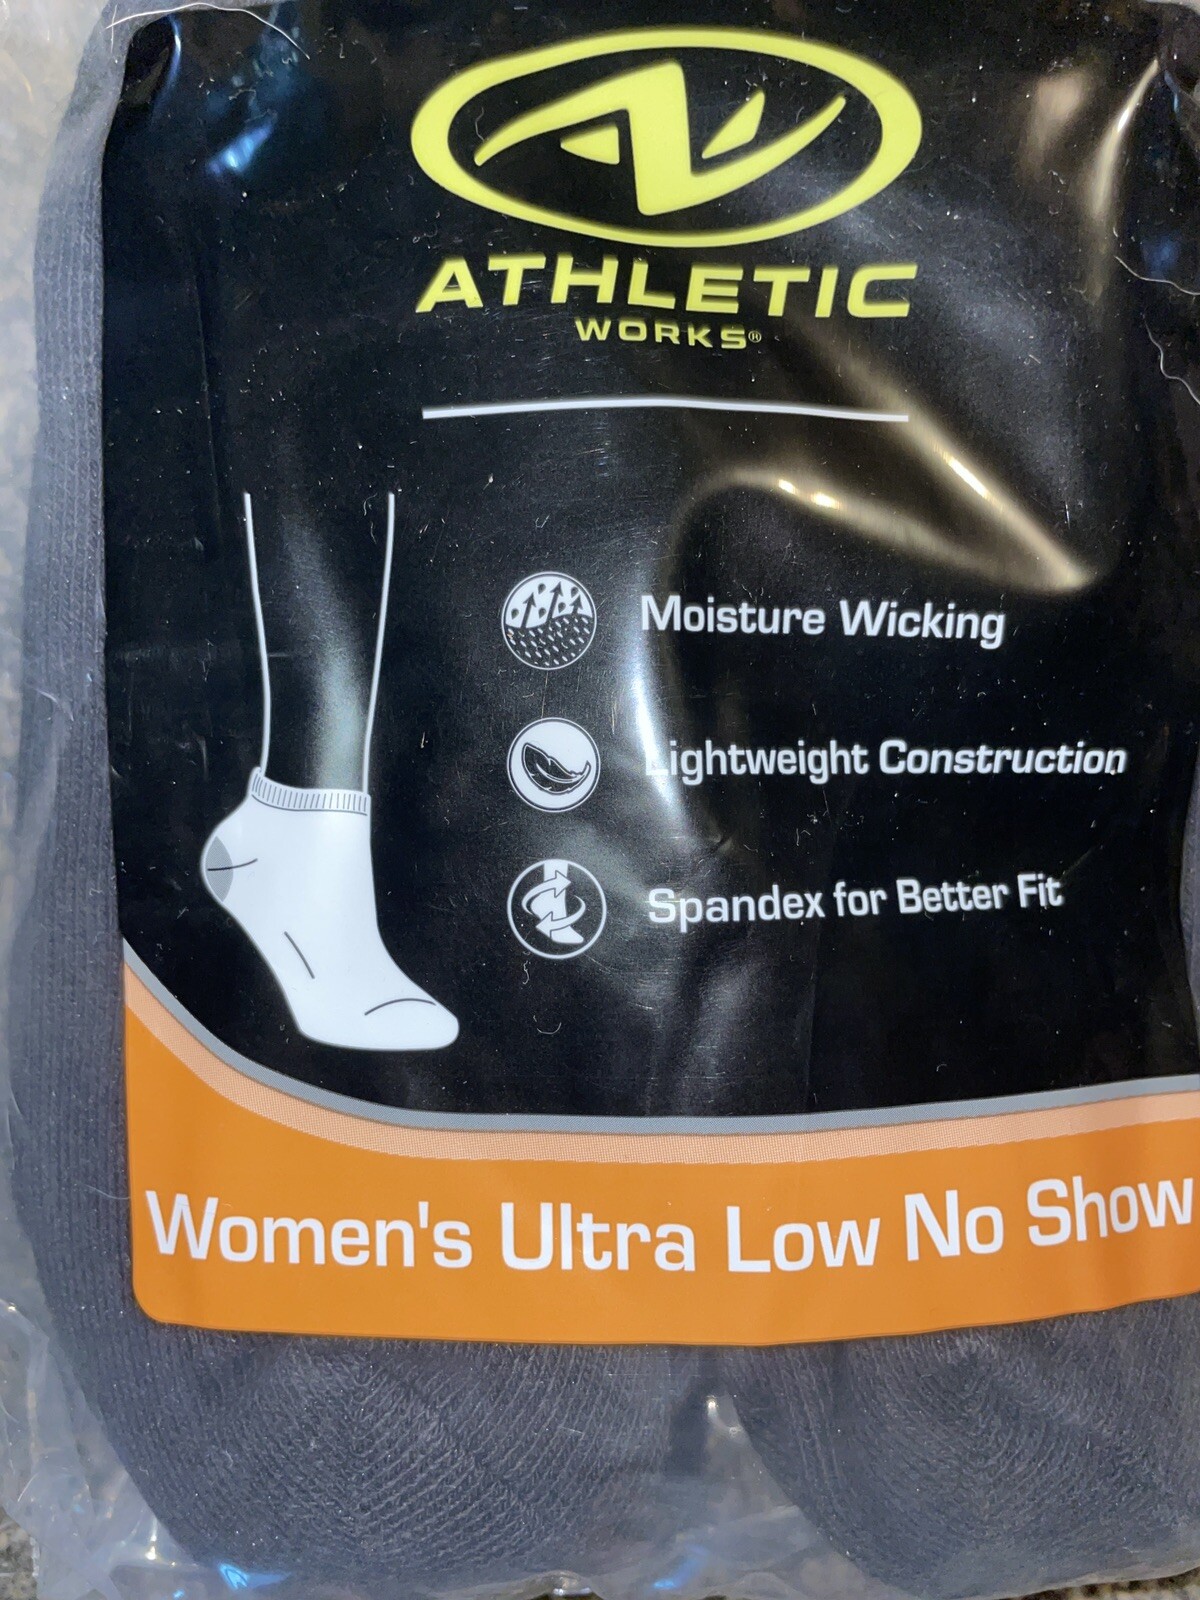 ATHLETIC
WORKS®
Moisture Wicking
Lightweight Construction
Spandex for Better Fit
Women's Ultra Low No Show